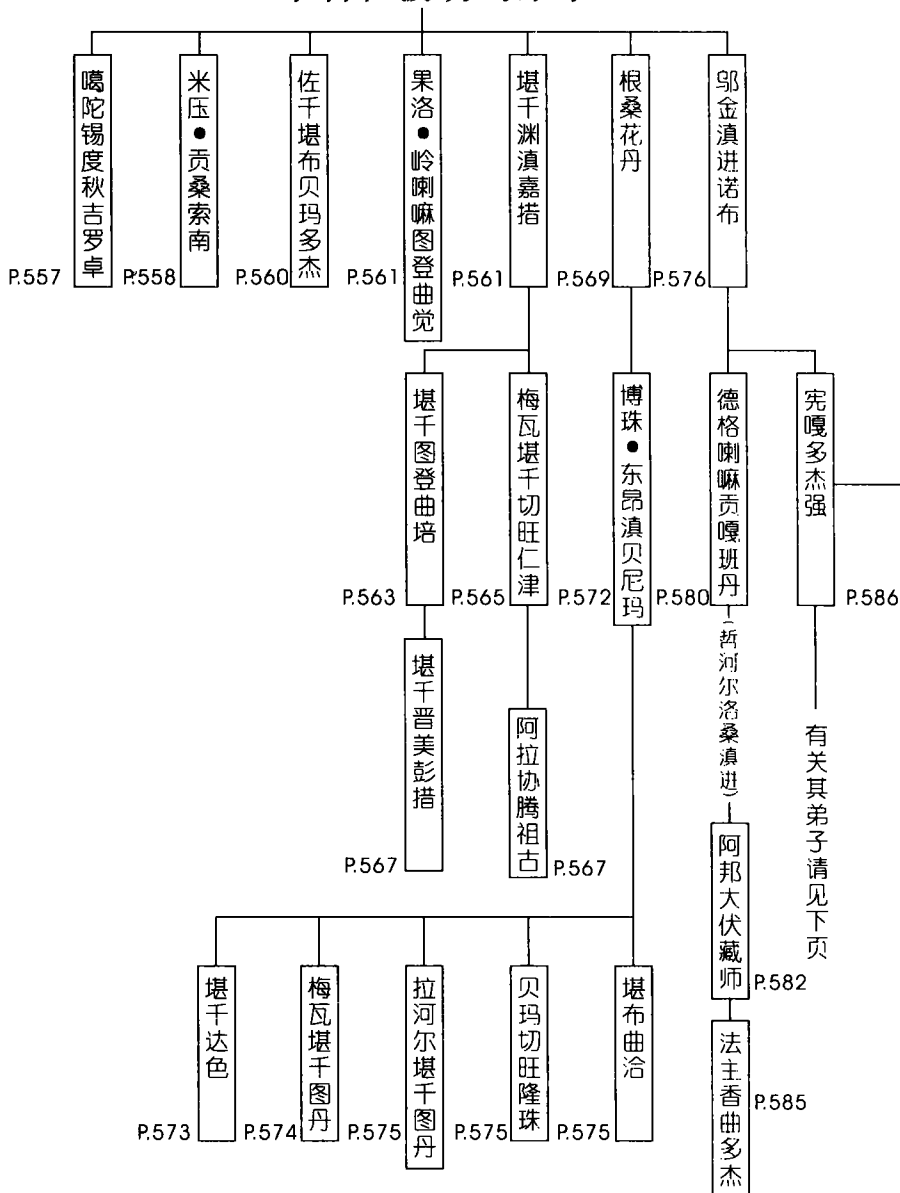 噶陀锡度秋吉罗卓
P.557
米压●贡桑索南
P.558
佐千堪布贝玛多杰
P.560
果洛●岭喇嘛图登曲觉
P.561
堪千渊滇嘉措
P.561
根桑花丹
P.569
邬金滇进诺布
P.576
堪千图登曲培
P.563
梅瓦堪千切旺仁津
P.565
博珠●东昂滇贝尼玛
P.572
德格喇嘛贡嘎班丹
P.580
宪嘎多杰强
P.586
堪千晋美彭措
P.567
阿拉协腾祖古
P.567
(哲河尔洛桑滇进)
有关其弟子请见下页
阿邦大伏藏师
P.582
堪千达色
P.573
梅瓦堪千图丹
P.574
拉河尔堪千图丹
P.575
贝玛切旺隆珠
P.575
堪布曲洽
P.575
法主香曲多杰
P.585